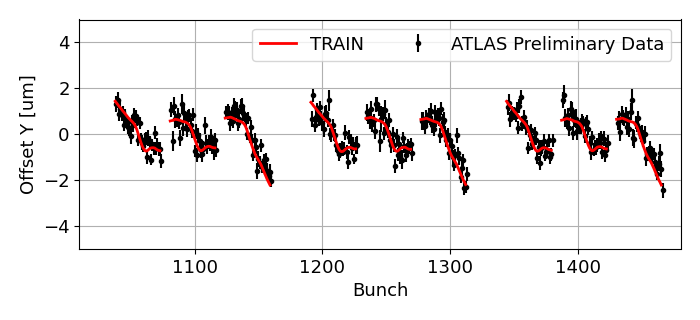 TRAIN
ATLAS Preliminary Data
Offset Y [um]
4
2
0
−2
−4
1100
1200
1300
1400
Bunch